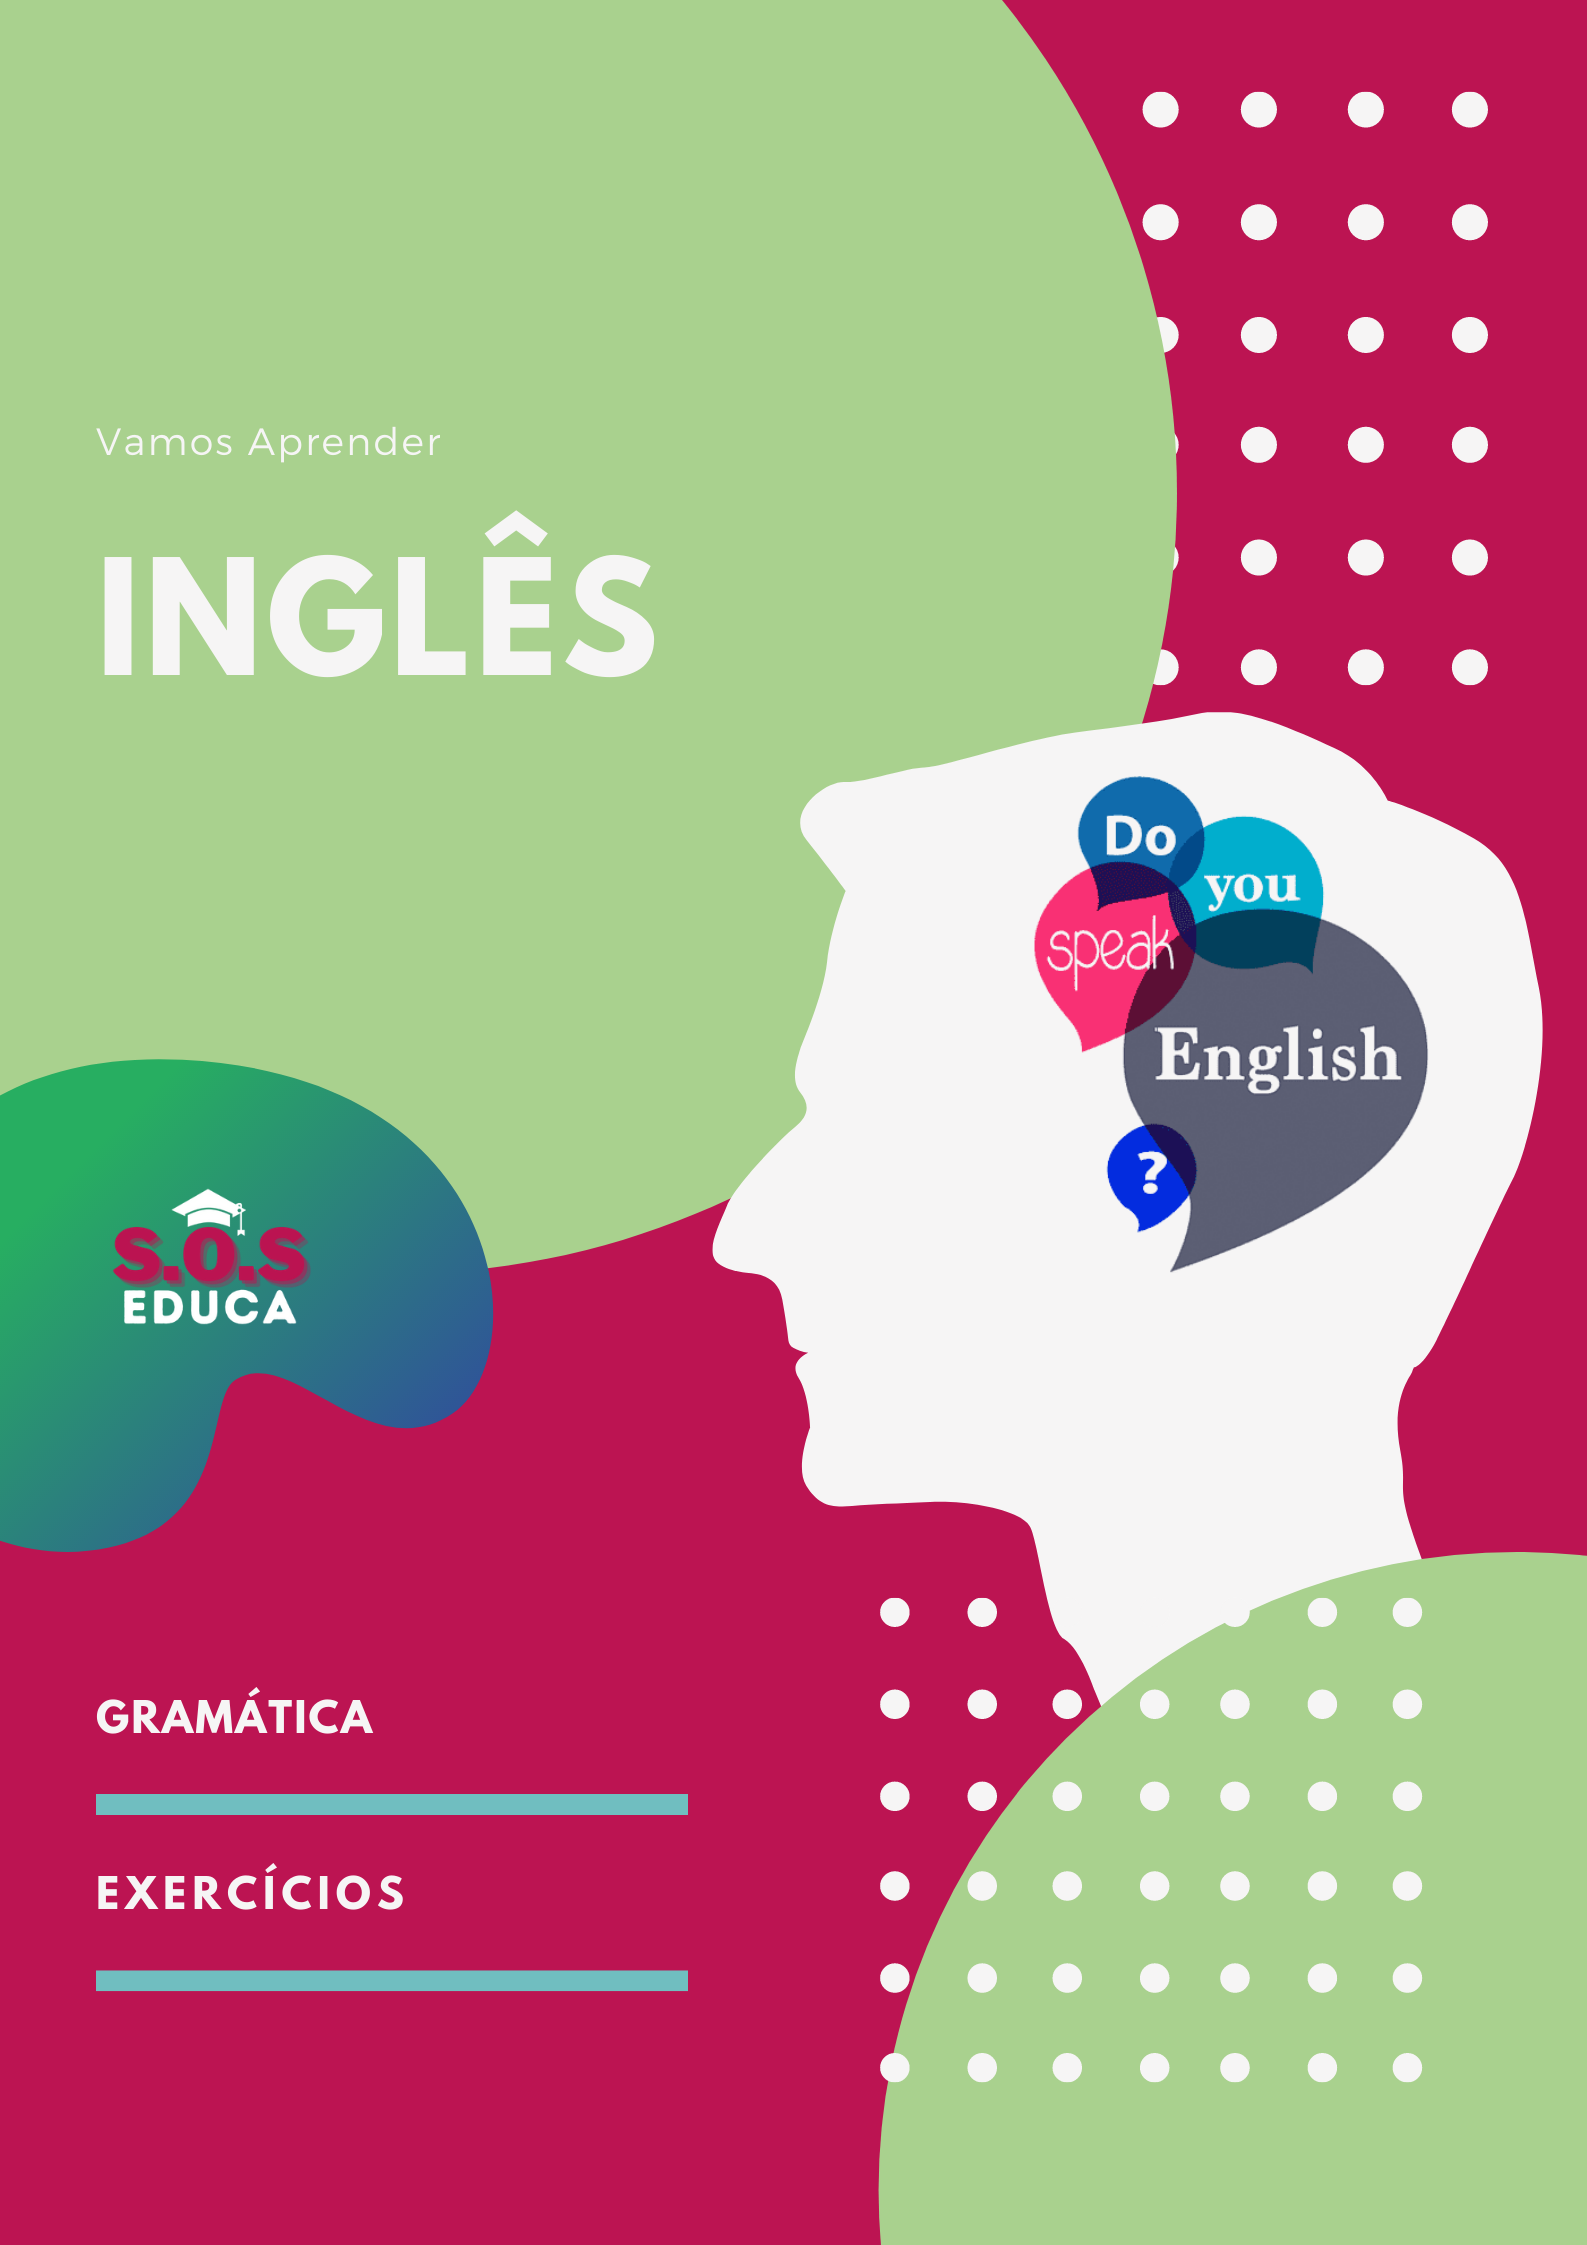 Vamos Aprender
INGLÊS
Do
you
speak
English
?
S.O.S
EDUCA
GRAMÁTICA
EXERCÍCIOS